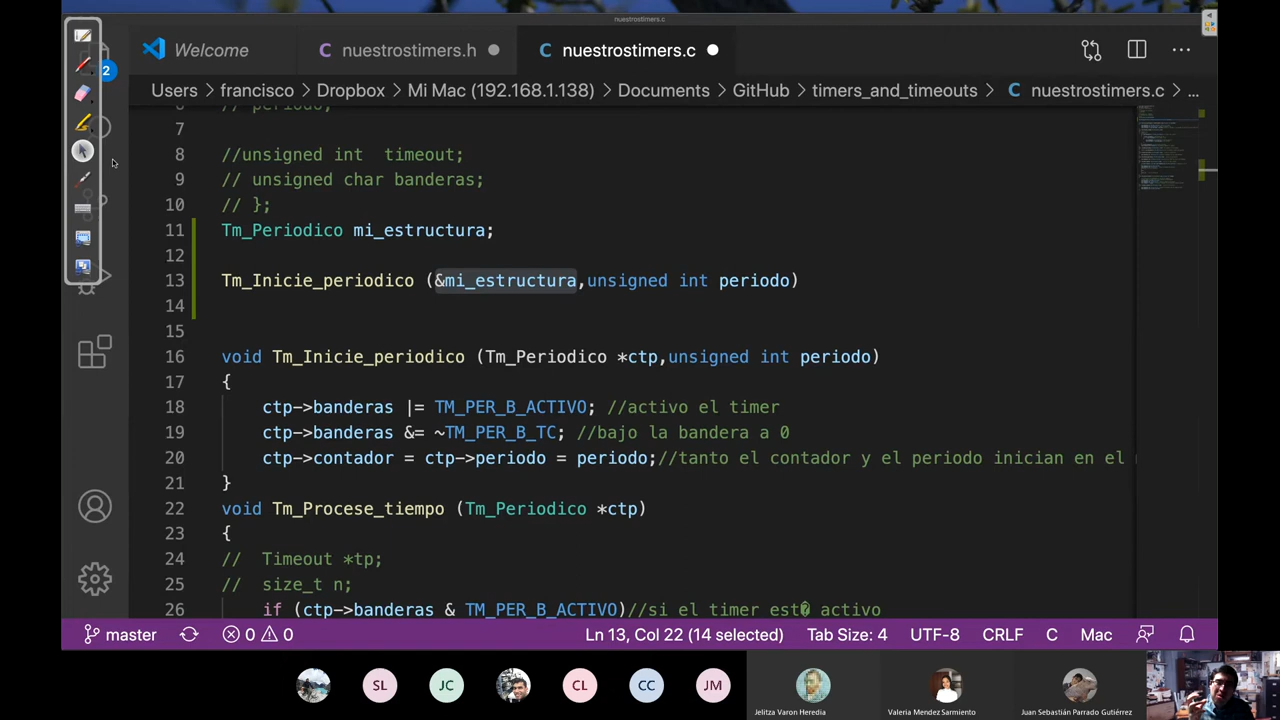 nuestrostimers.c
Welcome
C nuestrostimers.h
C nuestrostimers.c
2
Users > francisco > Dropbox > Mi Mac (192.168.1.138) > Documents > GitHub > timers_and_timeouts > C nuestrostimers.c > ...
6 // periodo;
7
8 //unsigned int timeout;
9 // unsigned char banderas;
10 // };
11 Tm_Periodico mi_estructura;
12
13 Tm_Inicie_periodico (&mi_estructura,unsigned int periodo)
14
15
16 void Tm_Inicie_periodico (Tm_Periodico *ctp,unsigned int periodo)
17 {
18 ctp->banderas |= TM_PER_B_ACTIVO; //activo el timer
19 ctp->banderas &= ~TM_PER_B_TC; //bajo la bandera a 0
20 ctp->contador = ctp->periodo = periodo;//tanto el contador y el periodo inician en el
21 }
22 void Tm_Procese_tiempo (Tm_Periodico *ctp)
23 {
24 // Timeout *tp;
25 // size_t n;
26 if (ctp->banderas & TM_PER_B_ACTIVO)//si el timer est� activo
master 0 0 Ln 13, Col 22 (14 selected) Tab Size: 4 UTF-8 CRLF C Mac
SL JC CL CC JM
Jelitza Varon Heredia Valeria Mendez Sarmiento Juan Sebastián Parrado Gutiérrez